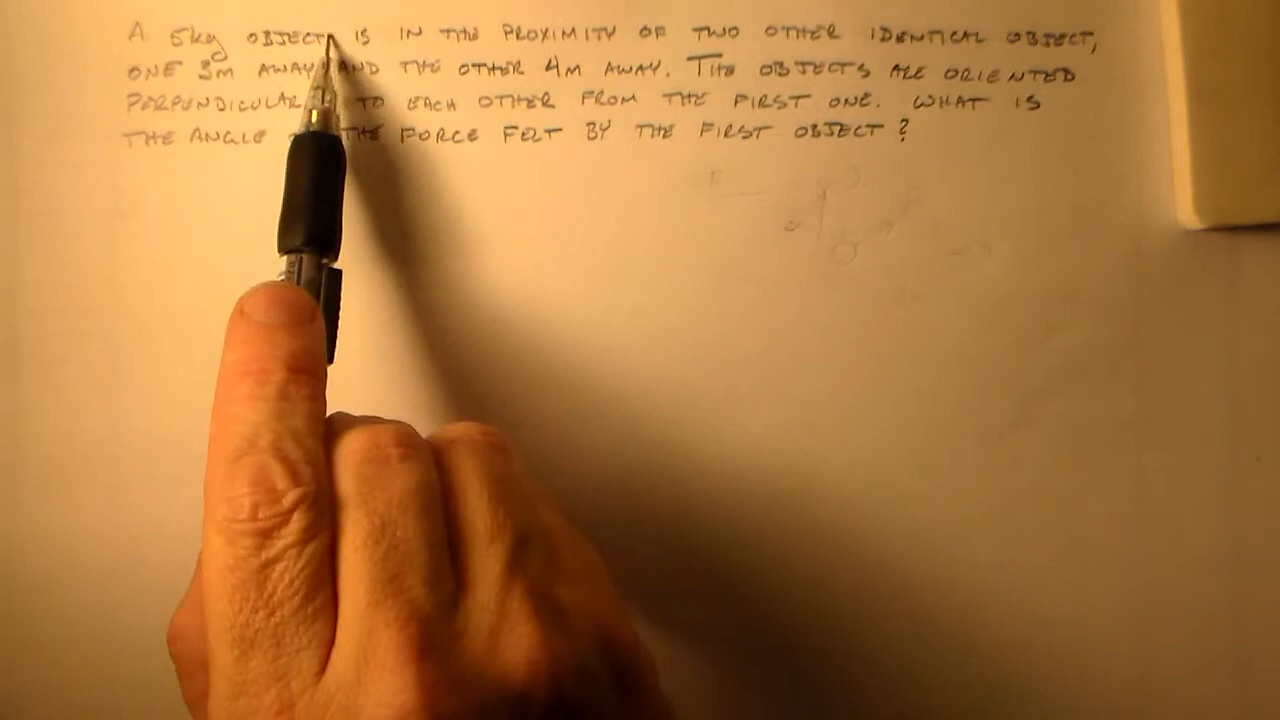 A 5kg OBJECT IS IN THE PROXIMITY OF TWO OTHER IDENTICAL OBJECT,
ONE 3m AWAY AND THE OTHER 4m AWAY. THE OBJECTS ARE ORIENTED
PERPENDICULAR TO EACH OTHER FROM THE FIRST ONE. WHAT IS
THE ANGLE THE FORCE FELT BY THE FIRST OBJECT?